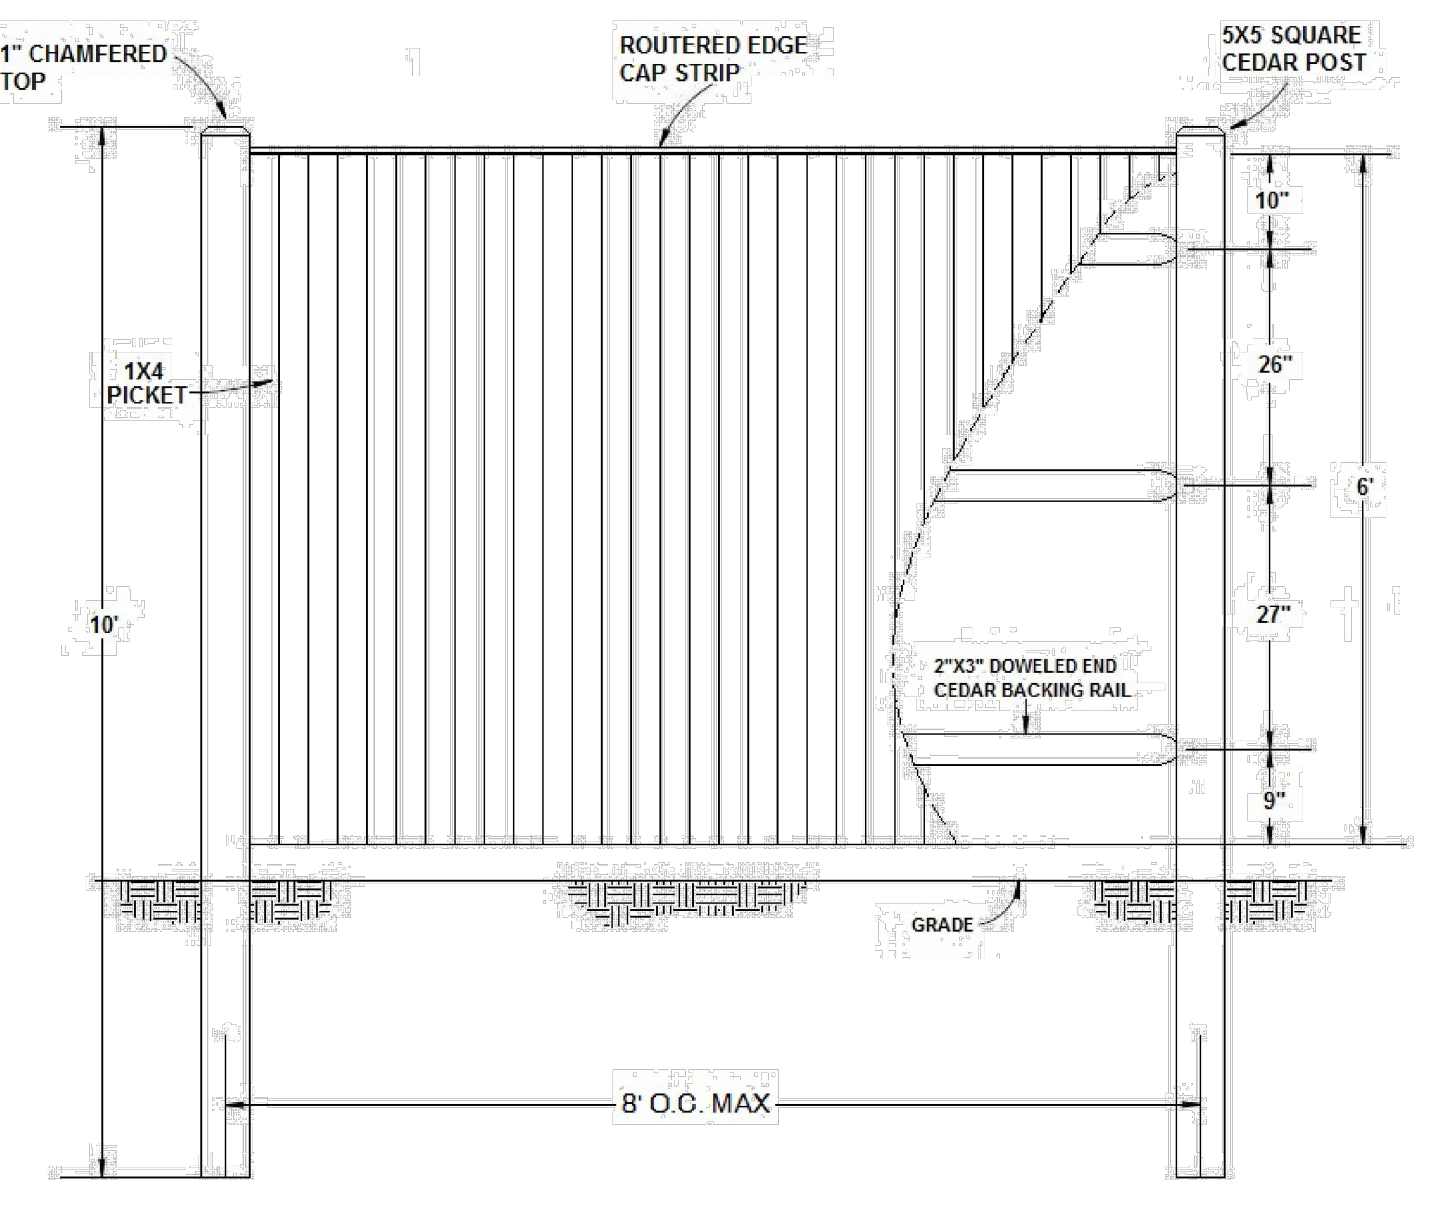 1" CHAMFERED
TOP
ROUTERED EDGE
CAP STRIP
5X5 SQUARE
CEDAR POST
10"
1X4
PICKET
26"
6'
10'
27"
2"X3" DOWELED END
CEDAR BACKING RAIL
9"
GRADE
8' O.C. MAX